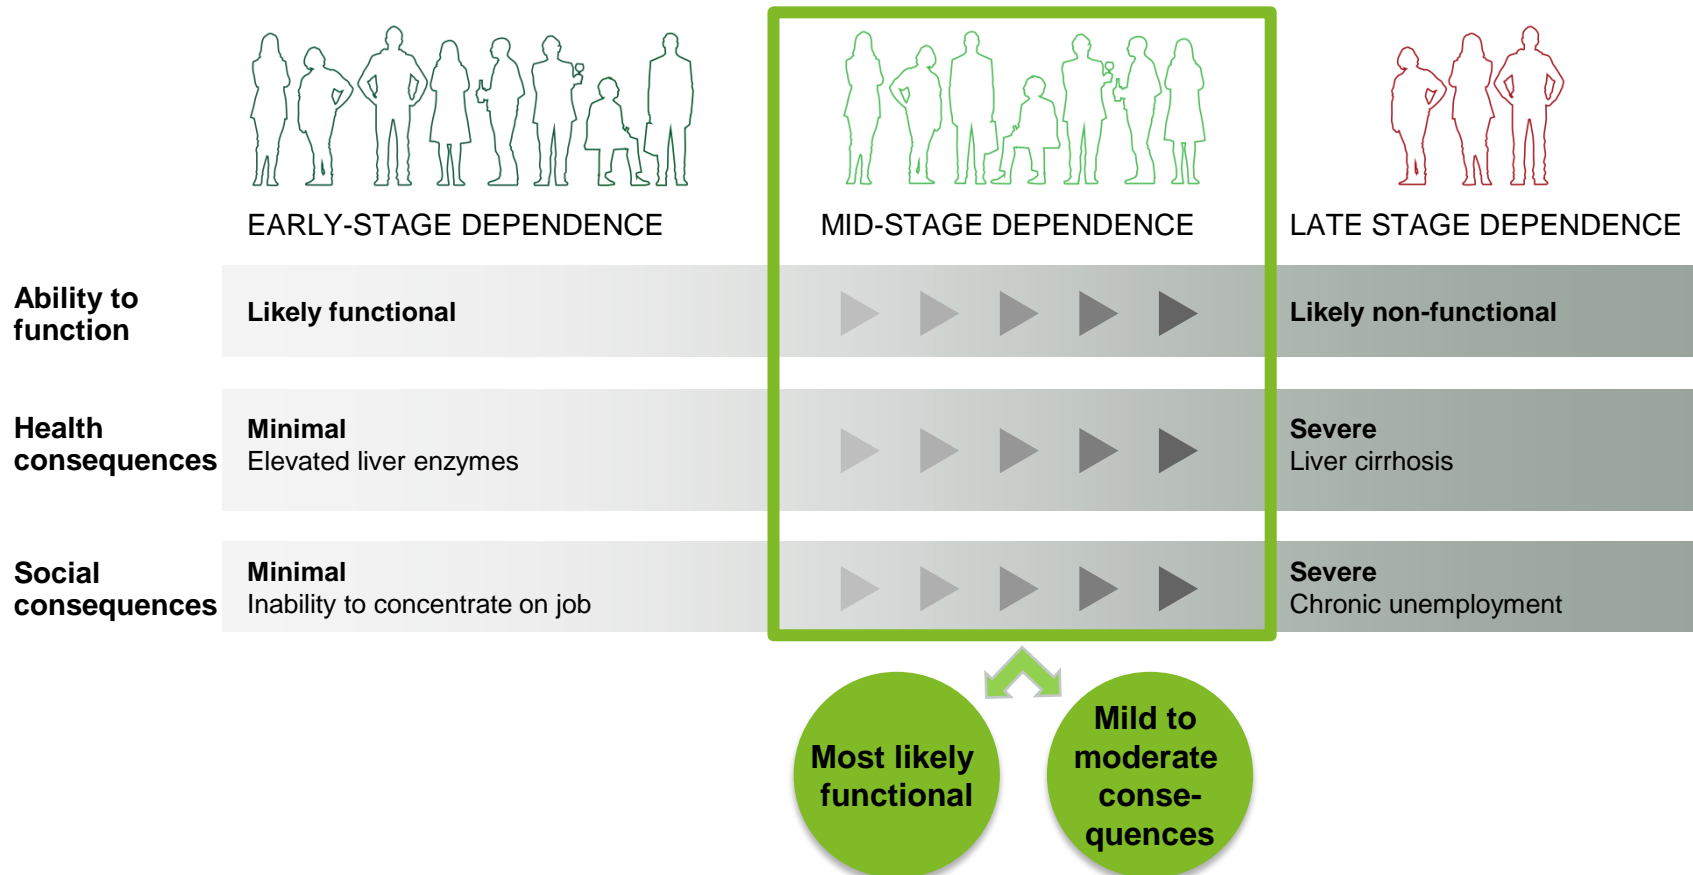 EARLY-STAGE DEPENDENCE
MID-STAGE DEPENDENCE
LATE STAGE DEPENDENCE
Ability to
function
Likely functional
Likely non-functional
Health
consequences
Minimal
Elevated liver enzymes
Severe
Liver cirrhosis
Social
consequences
Minimal
Inability to concentrate on job
Severe
Chronic unemployment
Most likely
functional
Mild to
moderate
conse-
quences